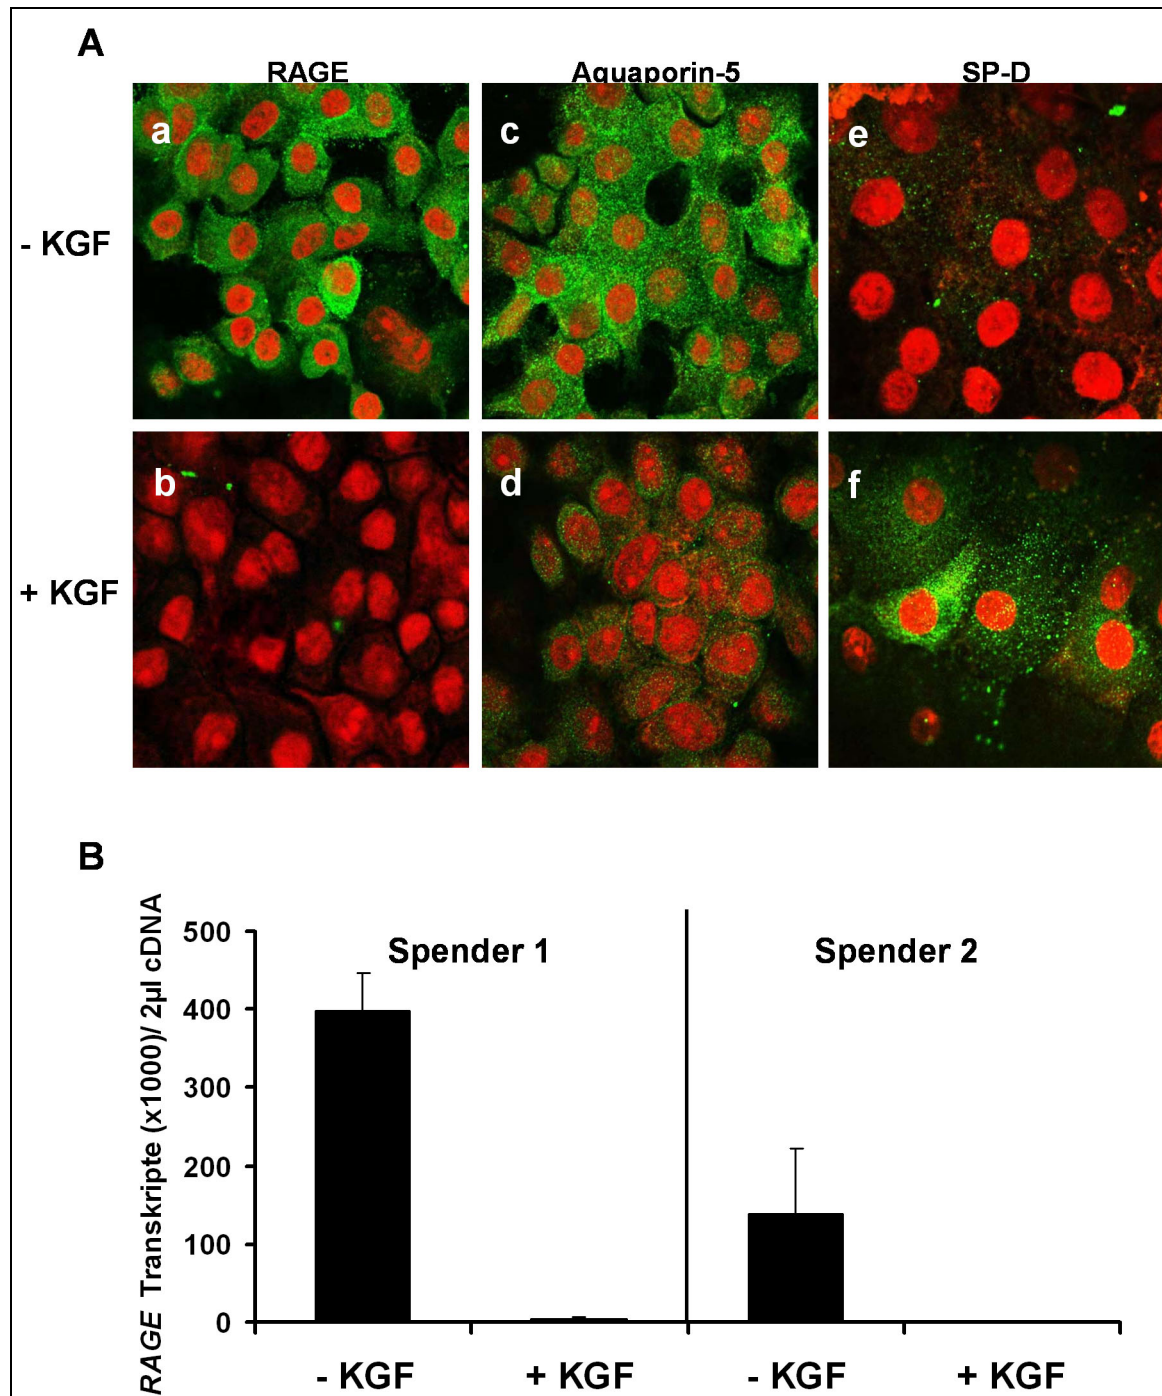 A
RAGE
Aquaporin-5
SP-D
- KGF
a
c
e
+ KGF
b
d
f
B
RAGE Transkripte (x1000)/ 2µl cDNA
500
400
300
200
100
0
Spender 1
Spender 2
- KGF
+ KGF
- KGF
+ KGF